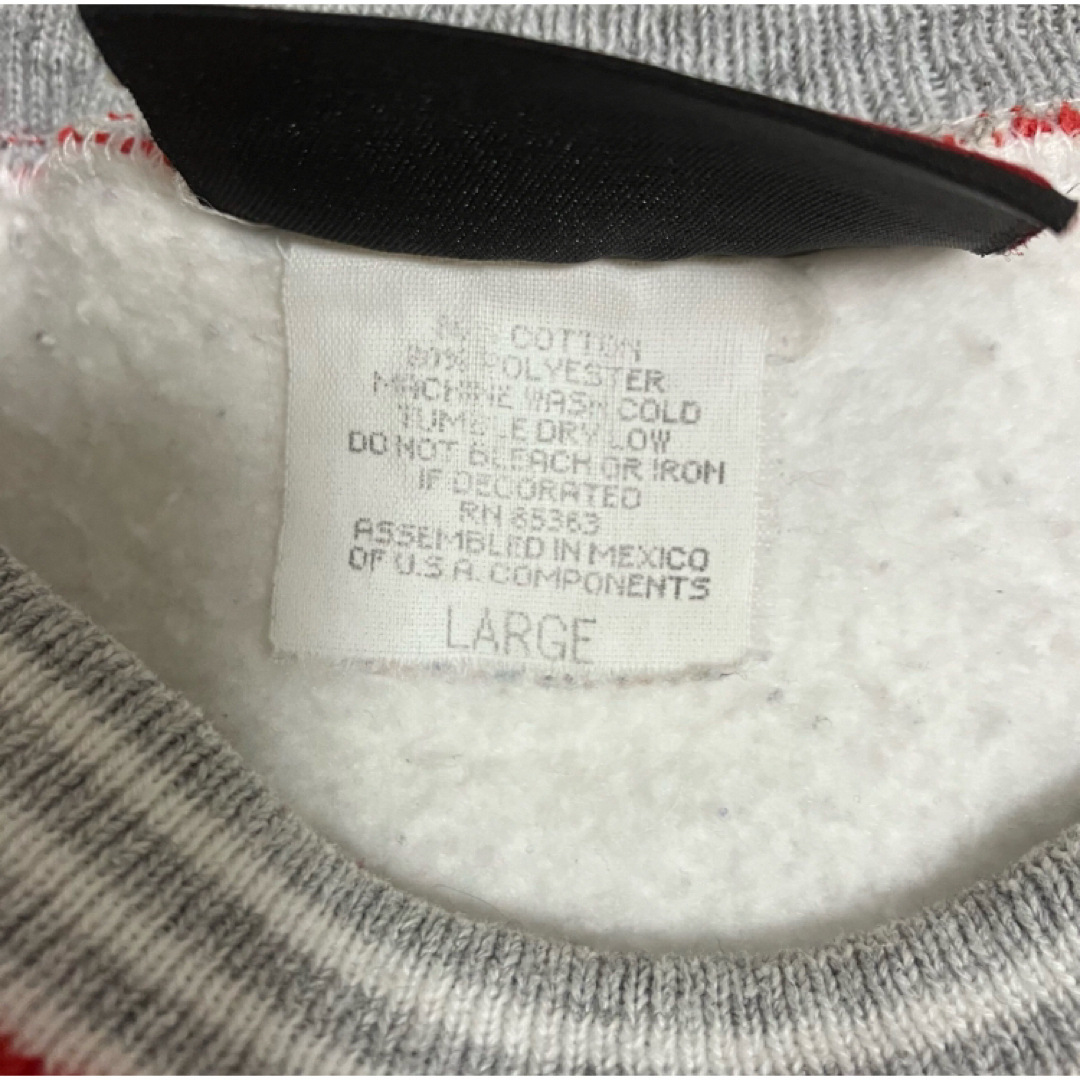 COTTON
POLYESTER
MACHINE WASH COLD
TUMBLE DRY LOW
DO NOT BLEACH OR IRON
IF DECORATED
RN 85363
ASSEMBLED IN MEXICO
OF U.S.A. COMPONENTS
LARGE